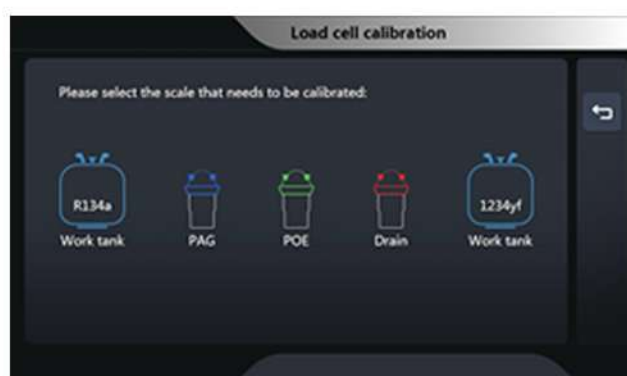 Load cell calibration
Please select the scale that needs to be calibrated:
R134a
1234yf
Work tank
PAG
POE
Drain
Work tank